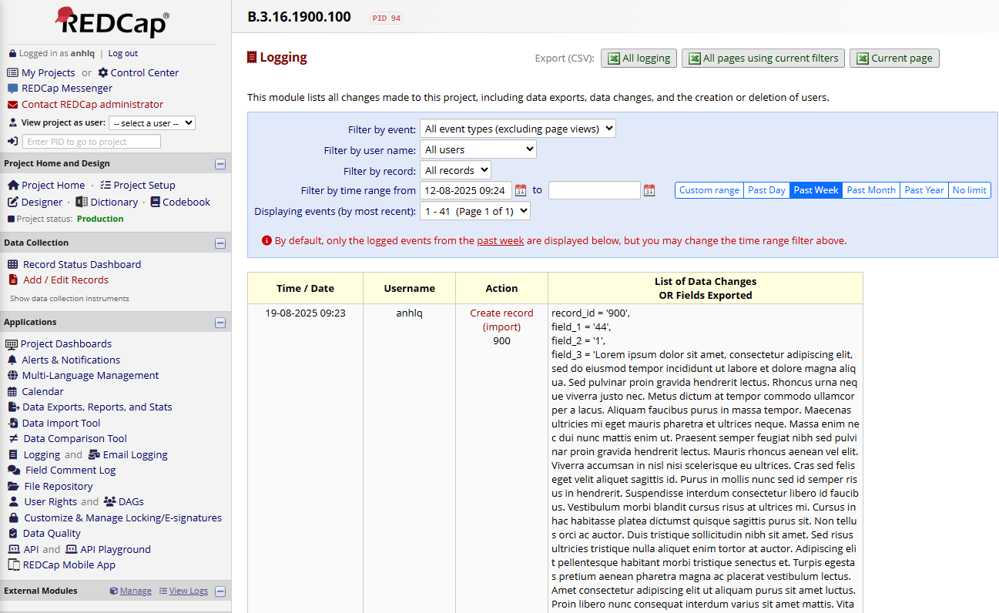 REDCap®
Logged in as anhlq | Log out
My Projects or Control Center
REDCap Messenger
Contact REDCap administrator
View project as user: -- select a user --
Enter PID to go to project
Project Home and Design
Project Home · Project Setup
Designer · Dictionary · Codebook
Project status: Production
Data Collection
Record Status Dashboard
Add / Edit Records
Show data collection instruments
Applications
Project Dashboards
Alerts & Notifications
Multi-Language Management
Calendar
Data Exports, Reports, and Stats
Data Import Tool
Data Comparison Tool
Logging and Email Logging
Field Comment Log
File Repository
User Rights and DAGs
Customize & Manage Locking/E-signatures
Data Quality
API and API Playground
REDCap Mobile App
External Modules Manage View Logs
B.3.16.1900.100 PID 94
Logging
Export (CSV): All logging All pages using current filters Current page
This module lists all changes made to this project, including data exports, data changes, and the creation or deletion of users.
Filter by event: All event types (excluding page views)
Filter by user name: All users
Filter by record: All records
Filter by time range from 12-08-2025 09:24 31 to 31 Custom range Past Day Past Week Past Month Past Year No limit
Displaying events (by most recent): 1 - 41 (Page 1 of 1)
By default, only the logged events from the past week are displayed below, but you may change the time range filter above.
Time / Date Username Action List of Data Changes
OR Fields Exported
19-08-2025 09:23 anhlq Create record
(import)
900
record_id = '900',
field_1 = '44',
field_2 = '1',
field_3 = 'Lorem ipsum dolor sit amet, consectetur adipiscing elit,
sed do eiusmod tempor incididunt ut labore et dolore magna aliq
ua. Sed pulvinar proin gravida hendrerit lectus. Rhoncus urna neq
ue viverra justo nec. Metus dictum at tempor commodo ullamcor
per a lacus. Aliquam faucibus purus in massa tempor. Maecenas
ultricies mi eget mauris pharetra et ultrices neque. Massa enim ne
c dui nunc mattis enim ut. Praesent semper feugiat nibh sed pulvi
nar proin gravida hendrerit lectus. Mauris rhoncus aenean vel elit.
Viverra accumsan in nisl nisi scelerisque eu ultrices. Cras sed felis
eget velit aliquet sagittis id. Purus in mollis nunc sed id semper ris
us in hendrerit. Suspendisse interdum consectetur libero id faucib
us. Vestibulum morbi blandit cursus risus at ultrices mi. Cursus in
hac habitasse platea dictumst quisque sagittis purus sit. Non tellu
s orci ac auctor. Duis tristique sollicitudin nibh sit amet. Sed risus
ultricies tristique nulla aliquet enim tortor at auctor. Adipiscing eli
t pellentesque habitant morbi tristique senectus et. Turpis egesta
s pretium aenean pharetra magna ac placerat vestibulum lectus.
Amet consectetur adipiscing elit ut aliquam purus sit amet luctus.
Proin libero nunc consequat interdum varius sit amet mattis. Vita